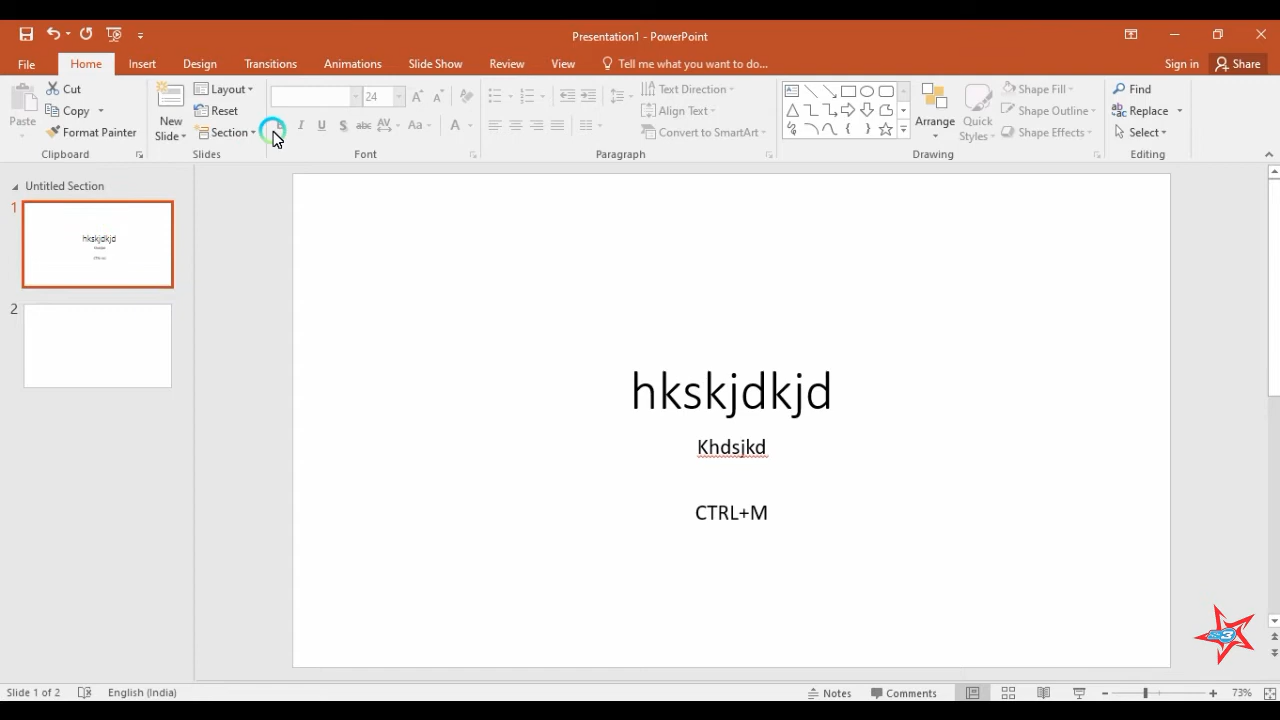 Presentation1 - PowerPoint
File Home Insert Design Transitions Animations Slide Show Review View Tell me what you want to do... Sign in Share
Paste
Cut
Copy
Format Painter
Clipboard
New Slide
Layout
Reset
Section
Slides
24
I U S abc AV Aa A
Font
Text Direction
Align Text
Convert to SmartArt
Paragraph
Arrange
Quick Styles
Shape Fill
Shape Outline
Shape Effects
Drawing
Find
Replace
Select
Editing
Untitled Section
1
hkskjdkjd
2
hkskjdkjd
Khdsjkd
CTRL+M
Slide 1 of 2 English (India) Notes Comments 73%